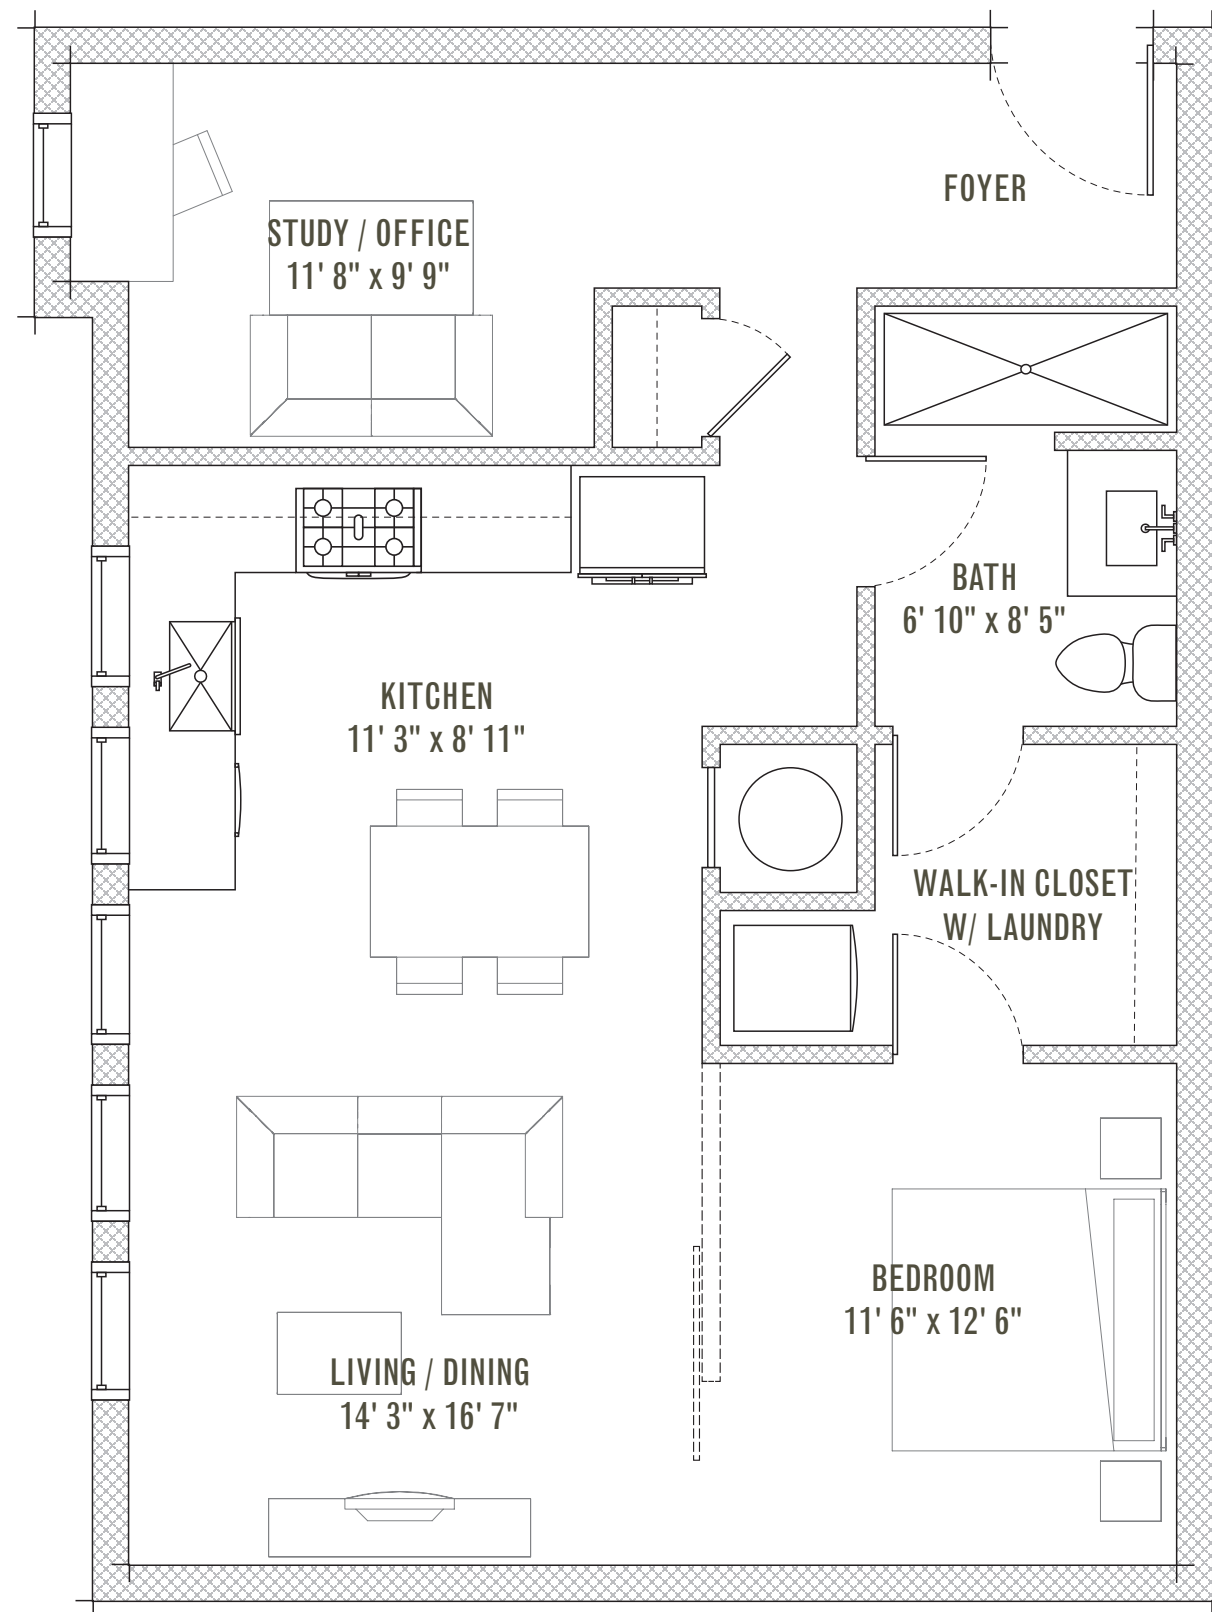 FOYER
STUDY / OFFICE
11' 8" x 9' 9"
BATH
6' 10" x 8' 5"
KITCHEN
11' 3" x 8' 11"
WALK-IN CLOSET
W/ LAUNDRY
BEDROOM
11' 6" x 12' 6"
LIVING / DINING
14' 3" x 16' 7"